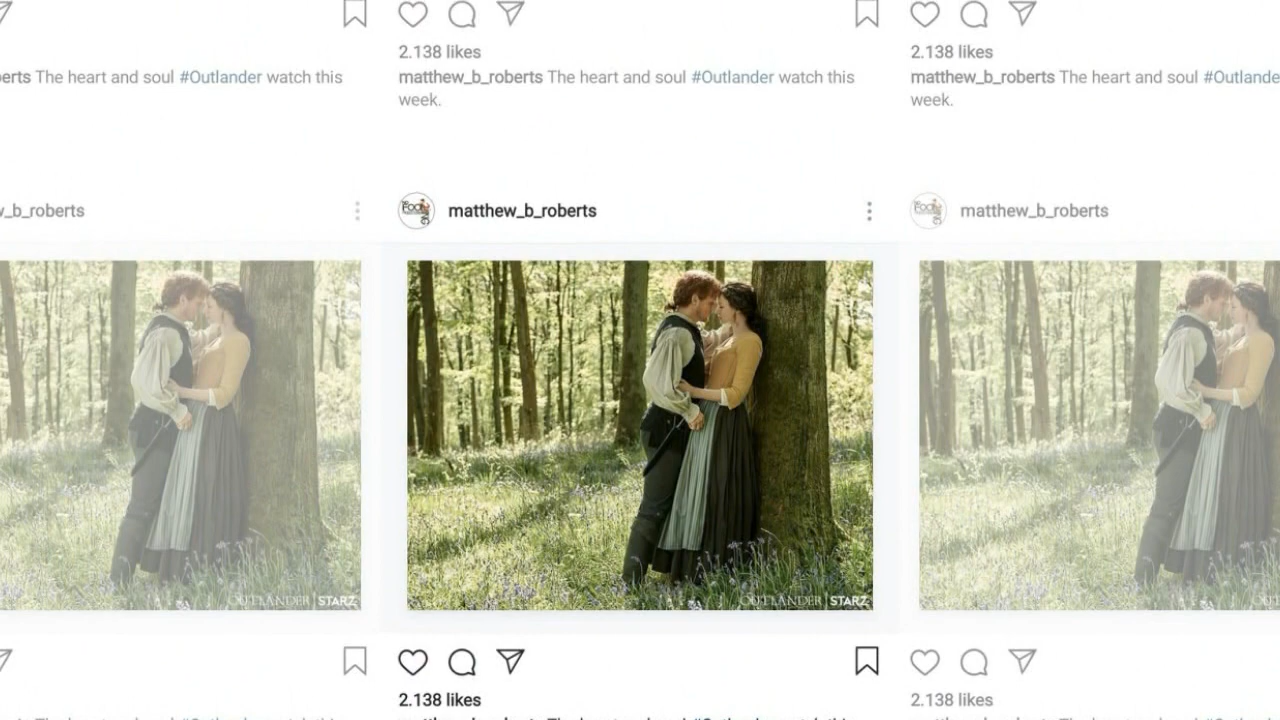 2.138 likes
2.138 likes
erts The heart and soul #Outlander watch this
matthew_b_roberts The heart and soul #Outlander watch this
week.
matthew_b_roberts The heart and soul #Outlande
week.
w_b_roberts
matthew_b_roberts
matthew_b_roberts
OUTLANDER STARZ
OUTLANDER STARZ
2.138 likes
2.138 likes